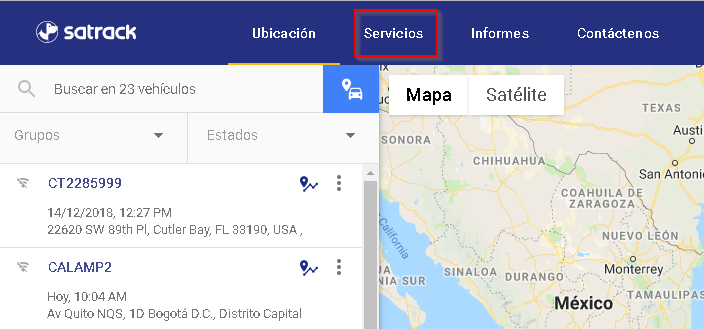 satrack
Ubicación
Servicios
Informes
Contáctenos
Buscar en 23 vehículos
Grupos
Estados
CT2285999
14/12/2018, 12:27 PM
22620 SW 89th Pl, Cutler Bay, FL 33190, USA ,
CALAMP2
Hoy, 10:04 AM
Av Quito NQS, 1D Bogotá D.C., Distrito Capital
Mapa
Satélite
TEXAS
Austi
San Antonio
SONORA
CHIHUAHUA
COAHUILA DE
ZARAGOZA
NUEVO LEÓN
Monterrey
California
SINALOA
DURANGO
México